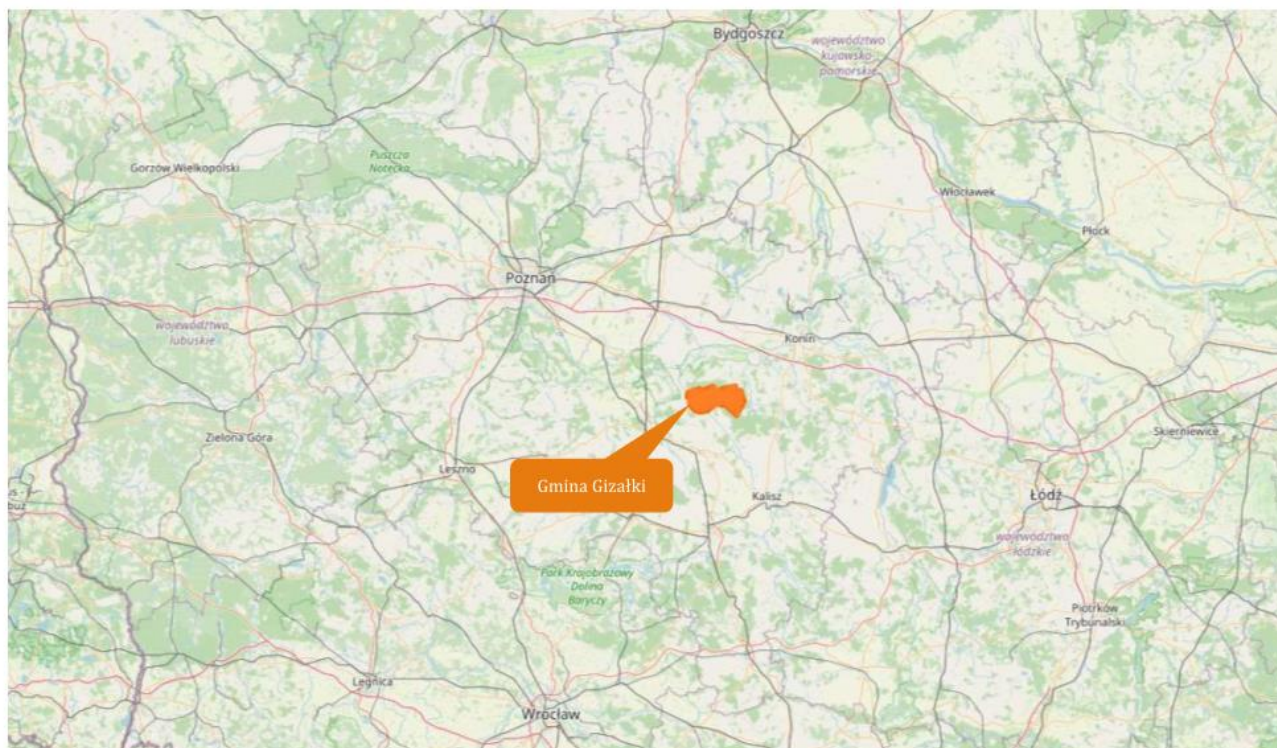 Bydgoszcz
województwo
kujawsko-
pomorskie
Puszcza
Notecka
Gorzów Wielkopolski
Włocławek
Płock
Poznań
województwo
lubuskie
Konin
Zielona Góra
Skierniewice
Leszno
Gmina Gizałki
Kalisz
Łódź
województwo
łódzkie
Park Krajobrazowy
Dolina
Baryczy
Piotrków
Trybunalski
Legnica
Wrocław